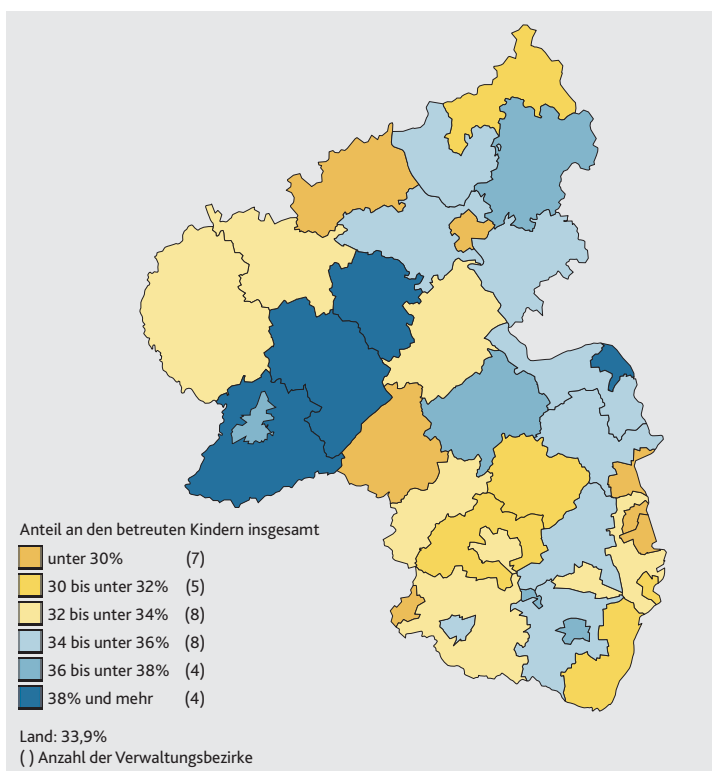 Anteil an den betreuten Kindern insgesamt
unter 30% (7)
30 bis unter 32% (5)
32 bis unter 34% (8)
34 bis unter 36% (8)
36 bis unter 38% (4)
38% und mehr (4)
Land: 33,9%
( ) Anzahl der Verwaltungsbezirke